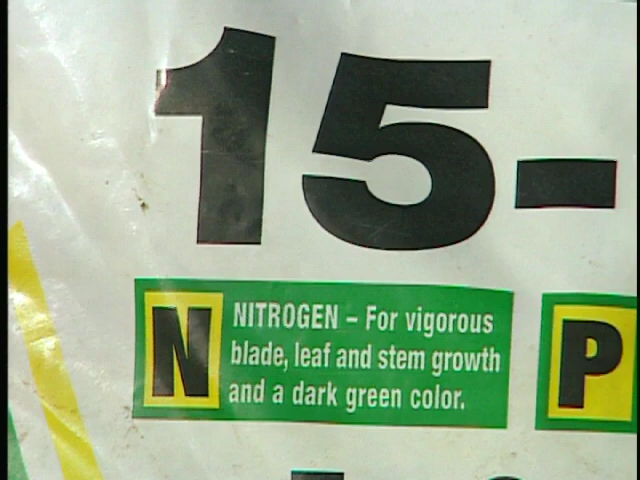 15-
N
NITROGEN – For vigorous
blade, leaf and stem growth
and a dark green color.
P